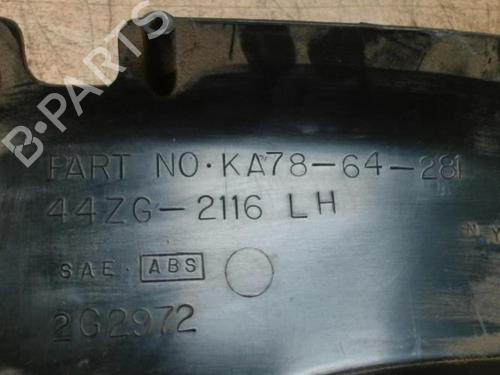 B-PARTS
PART NO·KA78-64-281
44ZG-2116 LH
SAE· ABS
2G2972